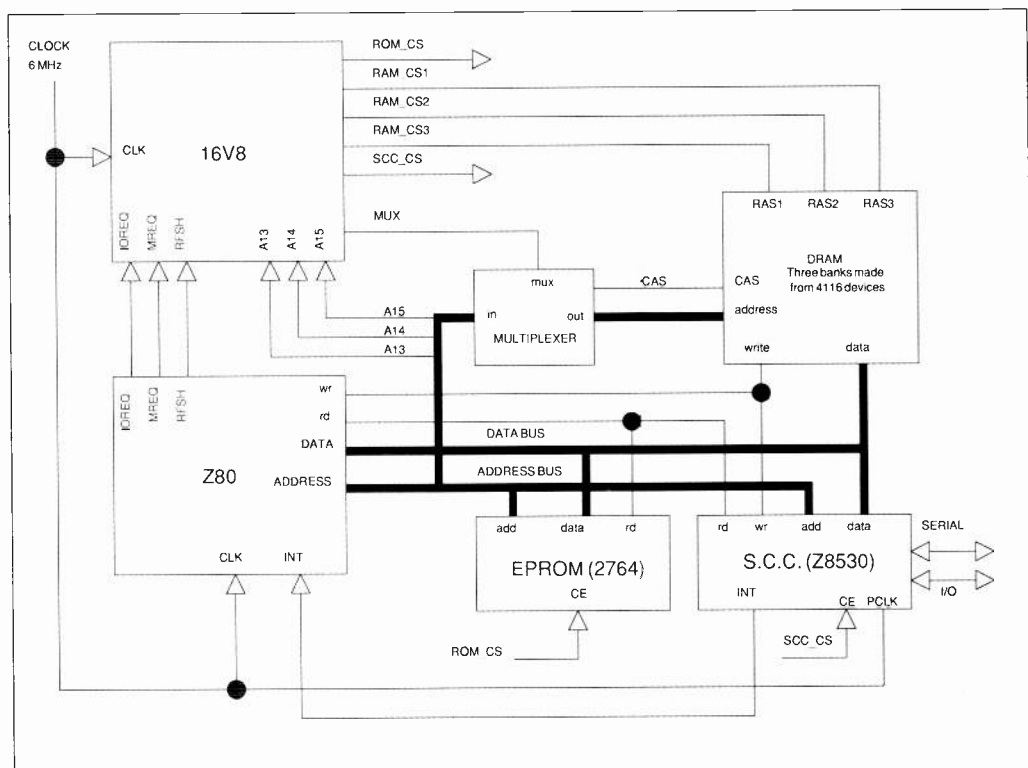 CLOCK
6 MHz
ROM_CS
RAM_CS1
RAM_CS2
RAM_CS3
SCC_CS
MUX
CLK
16V8
IOREQ
MREQ
RFSH
A13
A14
A15
RAS1
RAS2
RAS3
DRAM
Three banks made
from 4116 devices
CAS
address
write
data
CAS
mux
in
out
MULTIPLEXER
A15
A14
A13
IOREQ
MREQ
RFSH
wr
rd
DATA
Z80
ADDRESS
CLK
INT
DATA BUS
ADDRESS BUS
add
data
rd
EPROM (2764)
CE
ROM_CS
rd
wr
add
data
S.C.C. (Z8530)
INT
CE
PCLK
SCC_CS
SERIAL
I/O